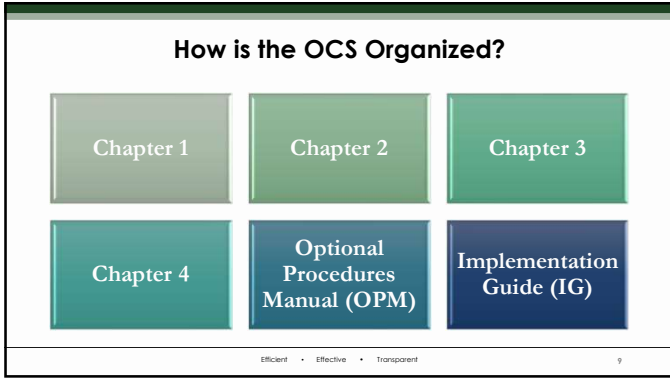 How is the OCS Organized?
Chapter 1
Chapter 2
Chapter 3
Chapter 4
Optional
Procedures
Manual (OPM)
Implementation
Guide (IG)
Efficient • Effective • Transparent
9